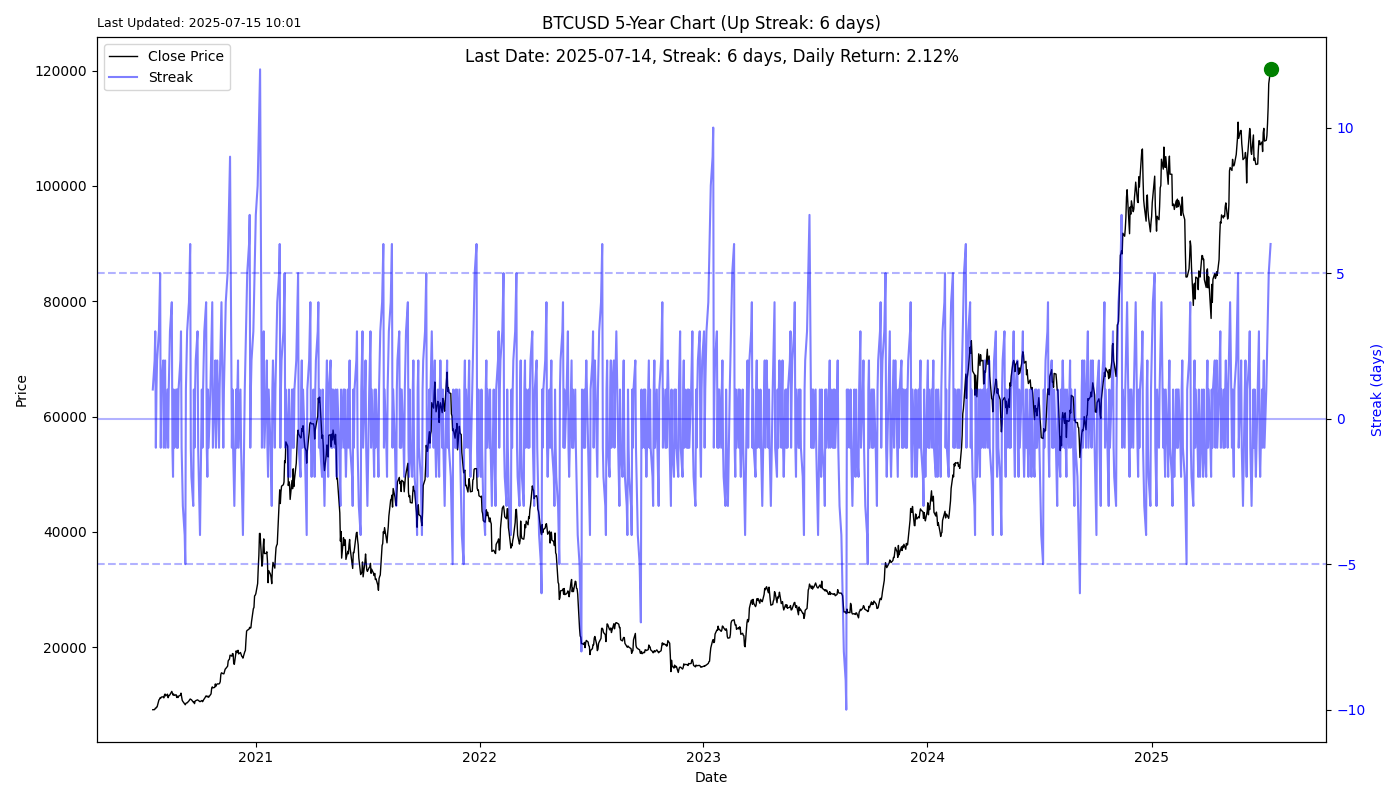 Last Updated: 2025-07-15 10:01
BTCUSD 5-Year Chart (Up Streak: 6 days)
Last Date: 2025-07-14, Streak: 6 days, Daily Return: 2.12%
Close Price
Streak
120000
100000
80000
60000
40000
20000
Price
10
5
0
−5
−10
Streak (days)
2021
2022
2023
2024
2025
Date